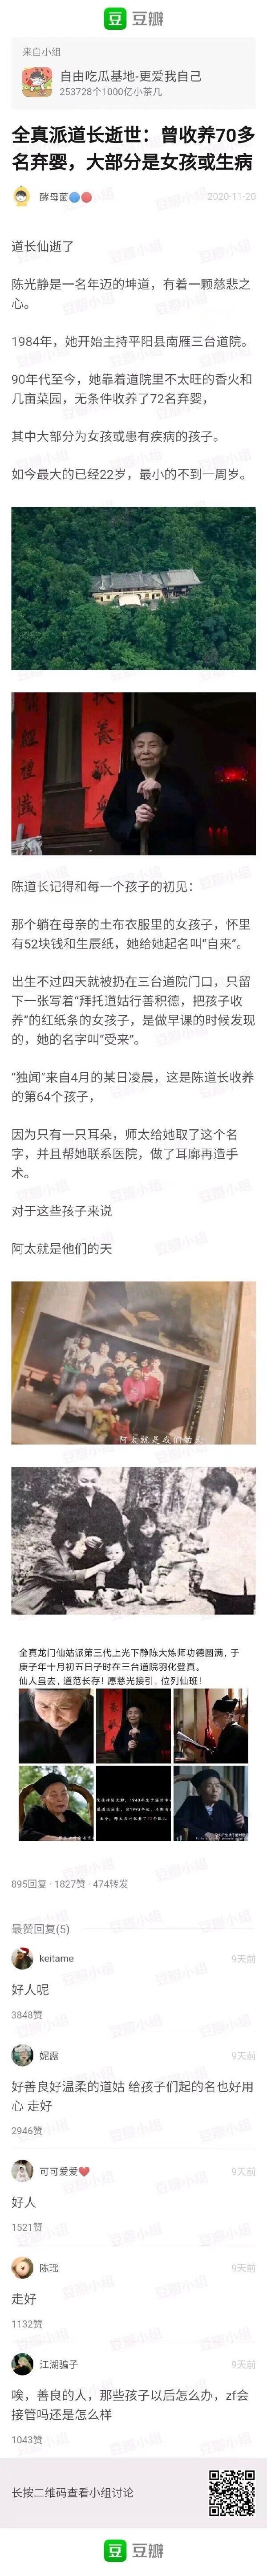 豆 豆瓣
来自小组
自由吃瓜基地-更爱我自己
253728个1000亿小茶几
全真派道长逝世：曾收养70多
名弃婴，大部分是女孩或生病
酵母菌🔵🔴
2020-11-20
道长仙逝了
陈光静是一名年迈的坤道，有着一颗慈悲之
心。
1984年，她开始主持平阳县南雁三台道院。
90年代至今，她靠着道院里不太旺的香火和
几亩菜园，无条件收养了72名弃婴，
其中大部分为女孩或患有疾病的孩子。
如今最大的已经22岁，最小的不到一周岁。
陈道长记得和每一个孩子的初见：
那个躺在母亲的土布衣服里的女孩子，怀里
有52块钱和生辰纸，她给她起名叫“自来”。
出生不过四天就被扔在三台道院门口，只留
下一张写着“拜托道姑行善积德，把孩子收
养”的红纸条的女孩子，是做早课的时候发现
的，她的名字叫“受来”。
“独闻”来自4月的某日凌晨，这是陈道长收养
的第64个孩子，
因为只有一只耳朵，师太给她取了这个名
字，并且帮她联系医院，做了耳廓再造手
术。
对于这些孩子来说
阿太就是他们的天
阿太就是我们的天
全真龙门仙姑派第三代上光下静陈大炼师功德圆满，于
庚子年十月初五日子时在三台道院羽化登真。
仙人虽去，道范长存！愿慈光接引，位列仙班！
895回复 · 1827赞 · 474转发
最赞回复(5)
keitame
9天前
好人呢
3848赞
妮露
9天前
好善良好温柔的道姑 给孩子们起的名也好用
心 走好
2946赞
可可爱爱❤️
9天前
好人
1521赞
陈瑶
9天前
走好
1132赞
江湖骗子
9天前
唉，善良的人，那些孩子以后怎么办，zf会
接管吗还是怎么样
1043赞
长按二维码查看小组讨论
豆 豆瓣